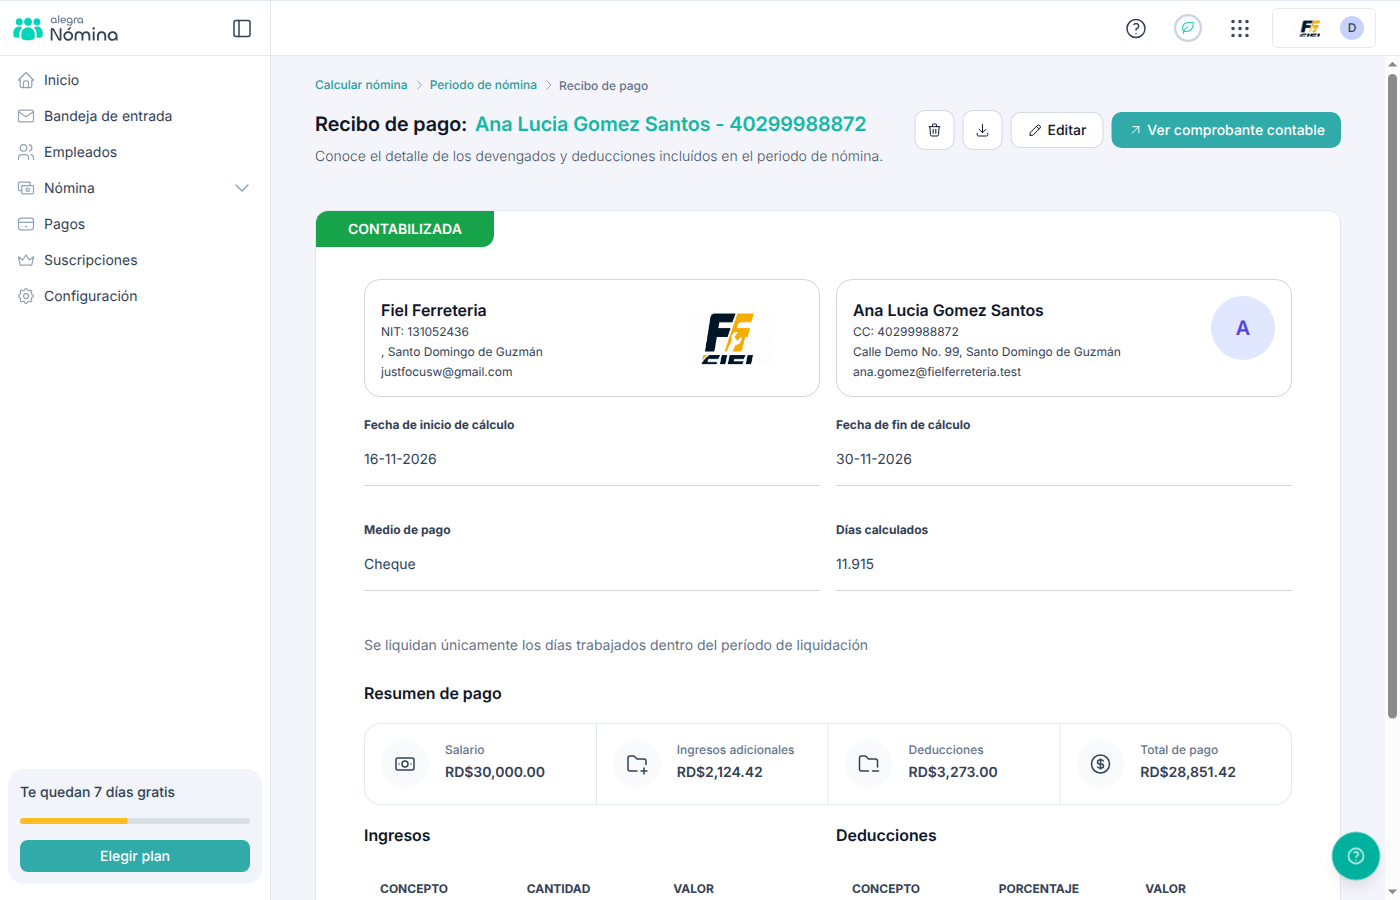 alegra
Nómina
D
Inicio
Bandeja de entrada
Empleados
Nómina
Pagos
Suscripciones
Configuración
Te quedan 7 días gratis
Elegir plan
Calcular nómina > Periodo de nómina > Recibo de pago
Recibo de pago: Ana Lucia Gomez Santos - 40299988872
Conoce el detalle de los devengados y deducciones incluídos en el periodo de nómina.
Editar
Ver comprobante contable
CONTABILIZADA
Fiel Ferreteria
NIT: 131052436
, Santo Domingo de Guzmán
justfocusw@gmail.com
Ana Lucia Gomez Santos
CC: 40299988872
Calle Demo No. 99, Santo Domingo de Guzmán
ana.gomez@fielferreteria.test
A
Fecha de inicio de cálculo
16-11-2026
Fecha de fin de cálculo
30-11-2026
Medio de pago
Cheque
Días calculados
11.915
Se liquidan únicamente los días trabajados dentro del período de liquidación
Resumen de pago
Salario
RD$30,000.00
Ingresos adicionales
RD$2,124.42
Deducciones
RD$3,273.00
Total de pago
RD$28,851.42
Ingresos
CONCEPTO CANTIDAD VALOR
Deducciones
CONCEPTO PORCENTAJE VALOR